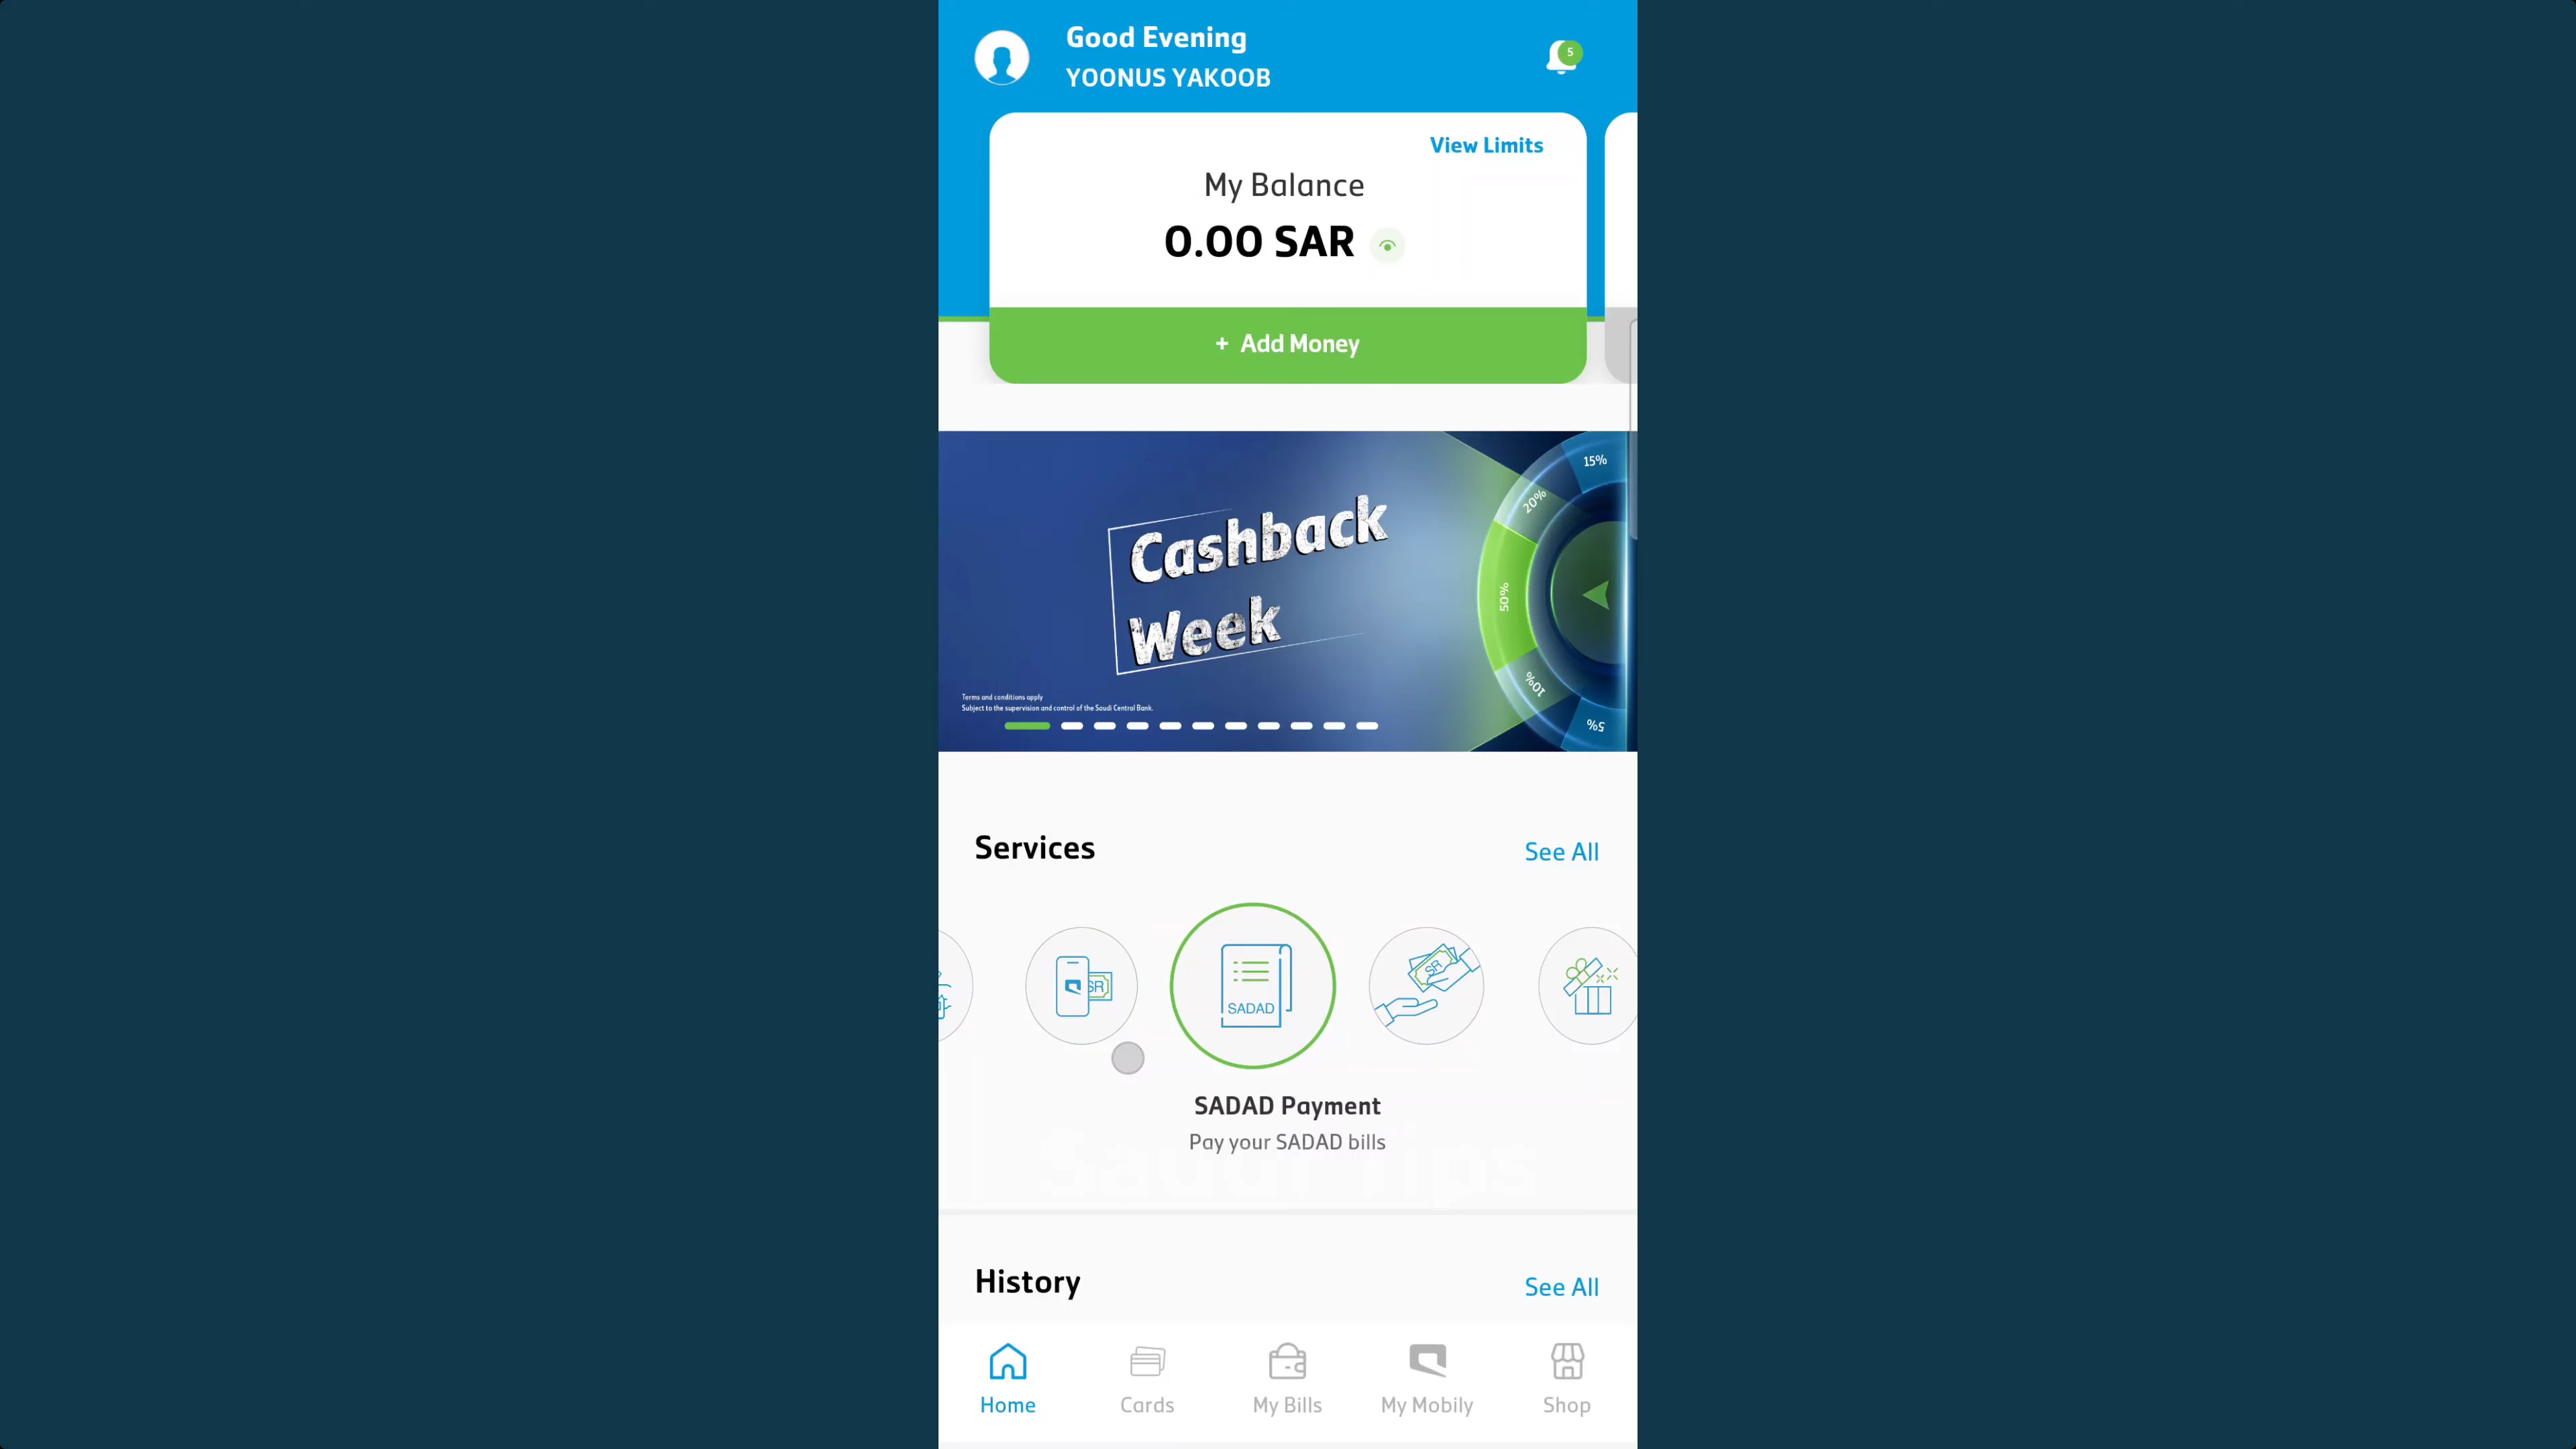 Good Evening
5
YOONUS YAKOOB
View Limits
My Balance
0.00 SAR
+ Add Money
15%
20%
Cashback
50%
Week
10%
5%
Terms and conditions apply
Subject to the supervision and control of the Saudi Central Bank.
Services
See All
SR
SR
SADAD
SADAD Payment
Pay your SADAD bills
Saudi Tips
History
See All
Home
Cards
My Bills
My Mobily
Shop